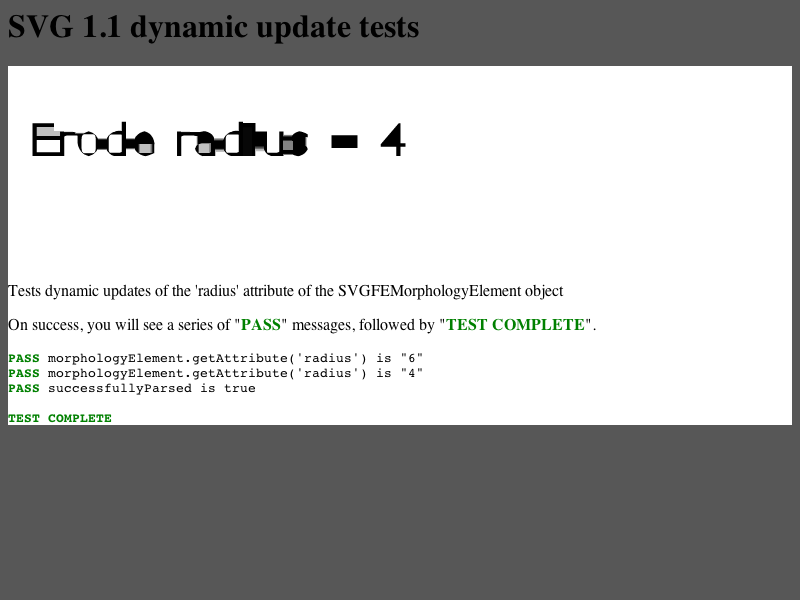 SVG 1.1 dynamic update tests
Erode radius = 4
Tests dynamic updates of the 'radius' attribute of the SVGFEMorphologyElement object
On success, you will see a series of "PASS" messages, followed by "TEST COMPLETE".
PASS morphologyElement.getAttribute('radius') is "6"
PASS morphologyElement.getAttribute('radius') is "4"
PASS successfullyParsed is true
TEST COMPLETE